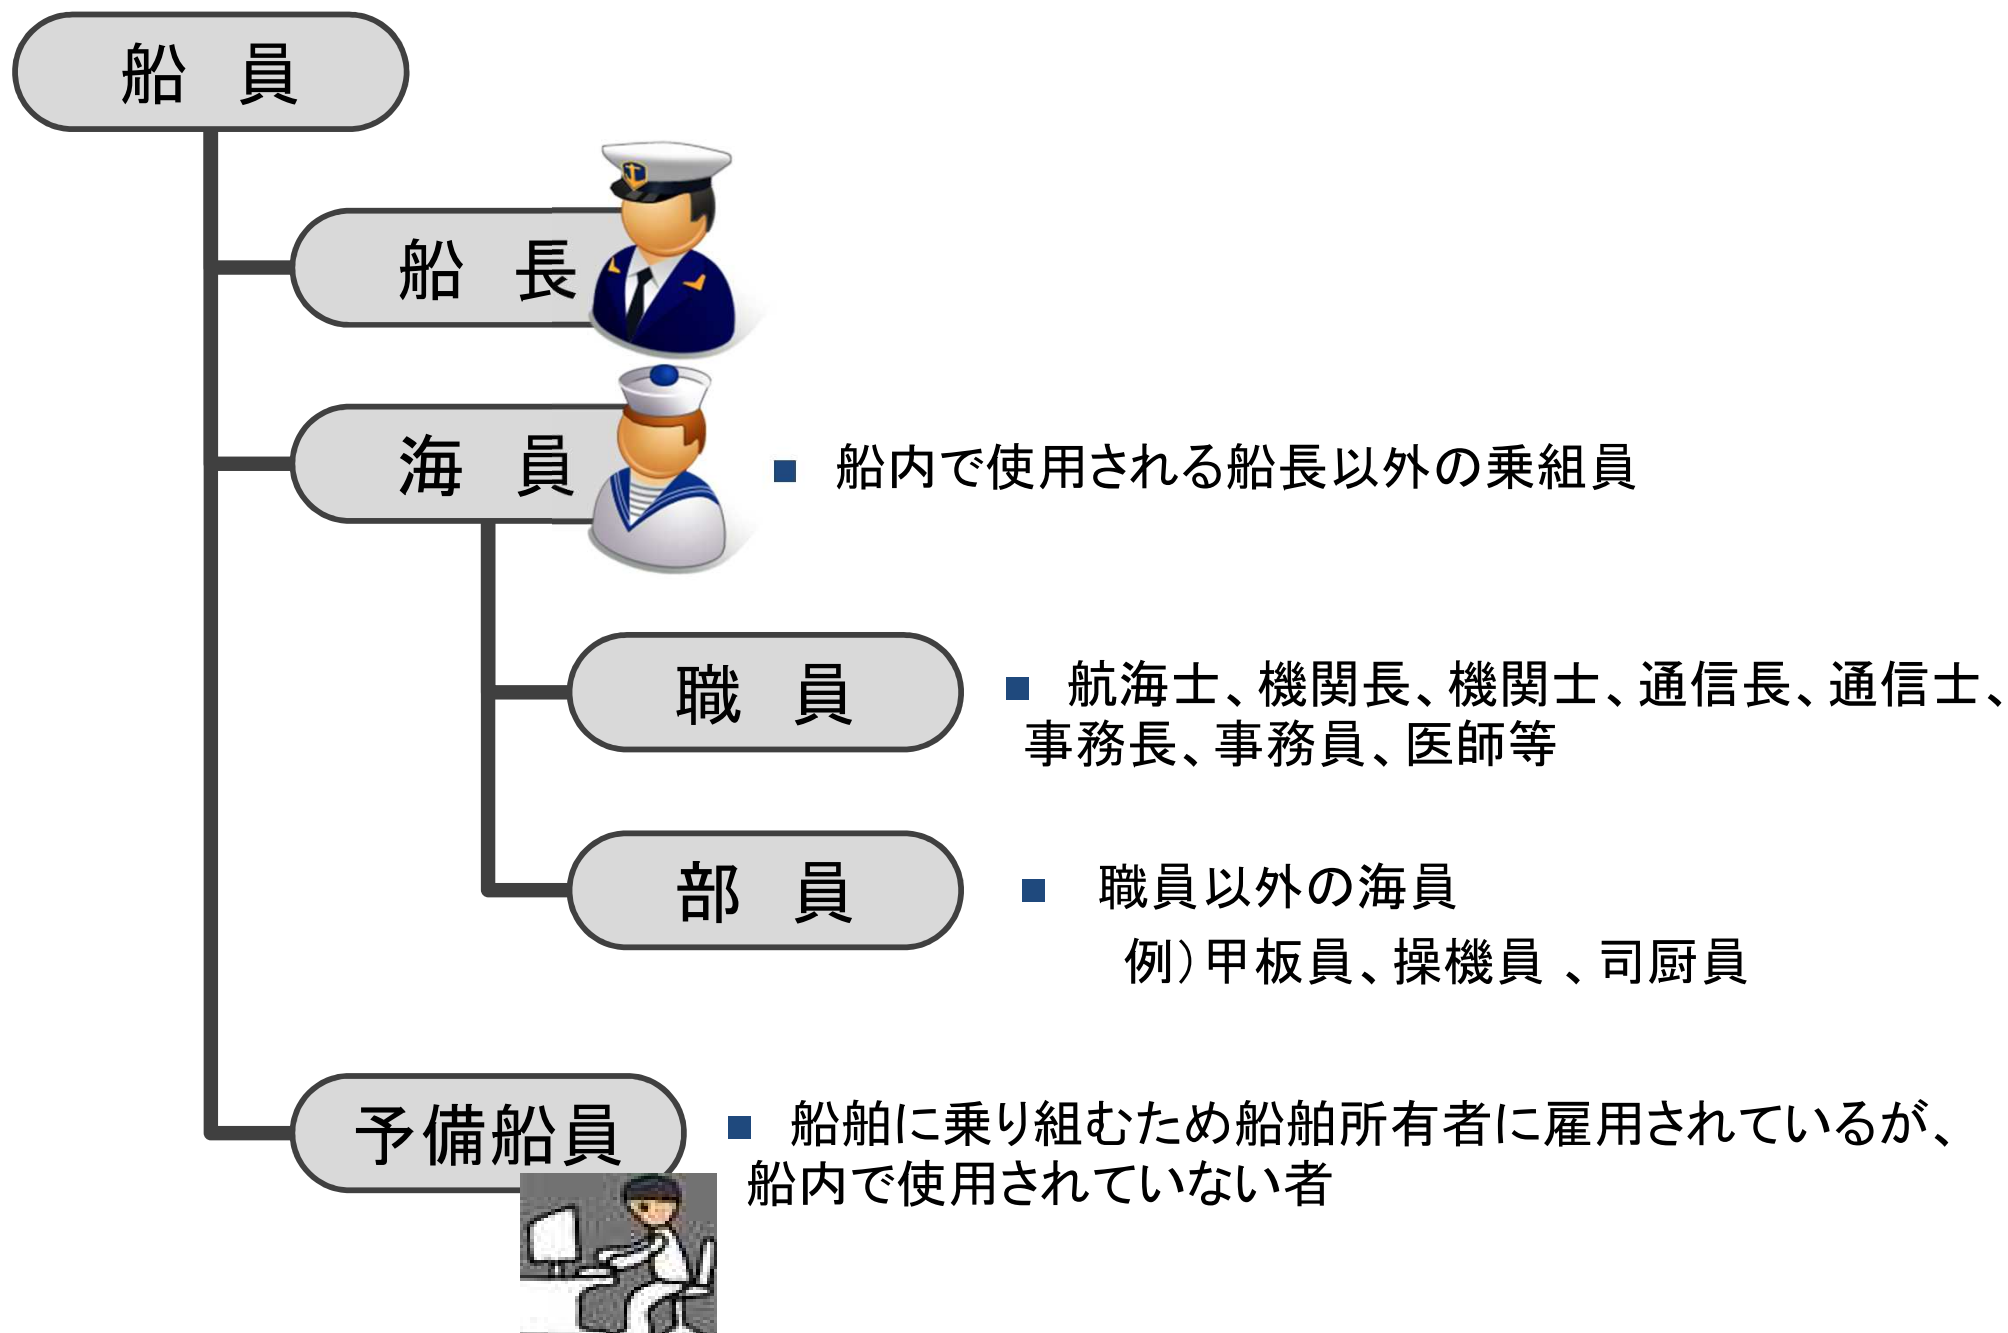 船　員
船　長
海　員
■　船内で使用される船長以外の乗組員
職　員
■　航海士、機関長、機関士、通信長、通信士、
事務長、事務員、医師等
部　員
■　職員以外の海員
例）甲板員、操機員 、司厨員
予備船員
■　船舶に乗り組むため船舶所有者に雇用されているが、
船内で使用されていない者